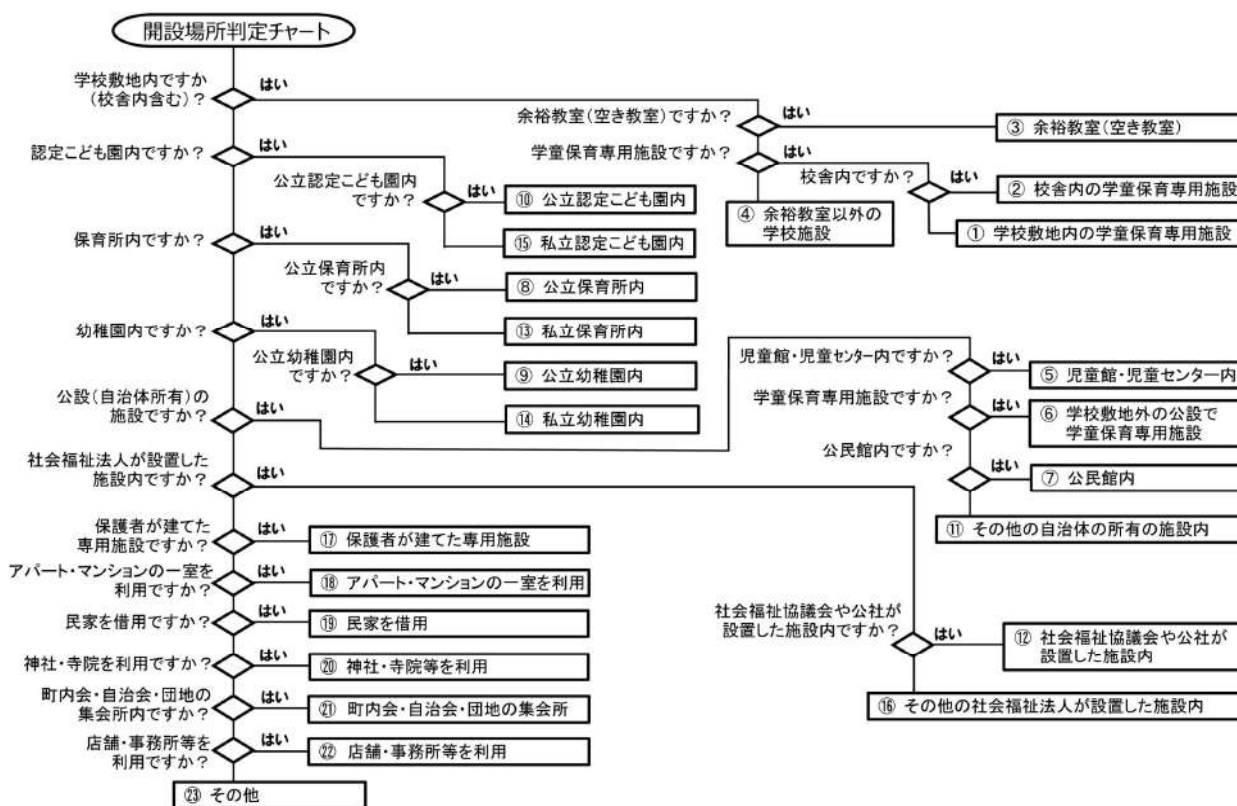 開設場所判定チャート
学校敷地内ですか
(校舎内含む)？
はい
余裕教室(空き教室)ですか？
はい
③ 余裕教室(空き教室)
学童保育専用施設ですか？
はい
校舎内ですか？
はい
② 校舎内の学童保育専用施設
① 学校敷地内の学童保育専用施設
④ 余裕教室以外の
学校施設
認定こども園内ですか？
はい
公立認定こども園内
ですか？
はい
⑩ 公立認定こども園内
⑮ 私立認定こども園内
保育所内ですか？
はい
公立保育所内
ですか？
はい
⑧ 公立保育所内
⑬ 私立保育所内
幼稚園内ですか？
はい
公立幼稚園内
ですか？
はい
⑨ 公立幼稚園内
⑭ 私立幼稚園内
公設(自治体所有)の
施設ですか？
はい
児童館・児童センター内ですか？
はい
⑤ 児童館・児童センター内
学童保育専用施設ですか？
はい
⑥ 学校敷地外の公設で
学童保育専用施設
公民館内ですか？
はい
⑦ 公民館内
⑪ その他の自治体の所有の施設内
社会福祉法人が設置した
施設内ですか？
はい
社会福祉協議会や公社が
設置した施設内ですか？
はい
⑫ 社会福祉協議会や公社が
設置した施設内
⑯ その他の社会福祉法人が設置した施設内
保護者が建てた
専用施設ですか？
はい
⑰ 保護者が建てた専用施設
アパート・マンションの一室を
利用ですか？
はい
⑱ アパート・マンションの一室を利用
民家を借用ですか？
はい
⑲ 民家を借用
神社・寺院を利用ですか？
はい
⑳ 神社・寺院等を利用
町内会・自治会・団地の
集会所内ですか？
はい
㉑ 町内会・自治会・団地の集会所
店舗・事務所等を
利用ですか？
はい
㉒ 店舗・事務所等を利用
㉓ その他